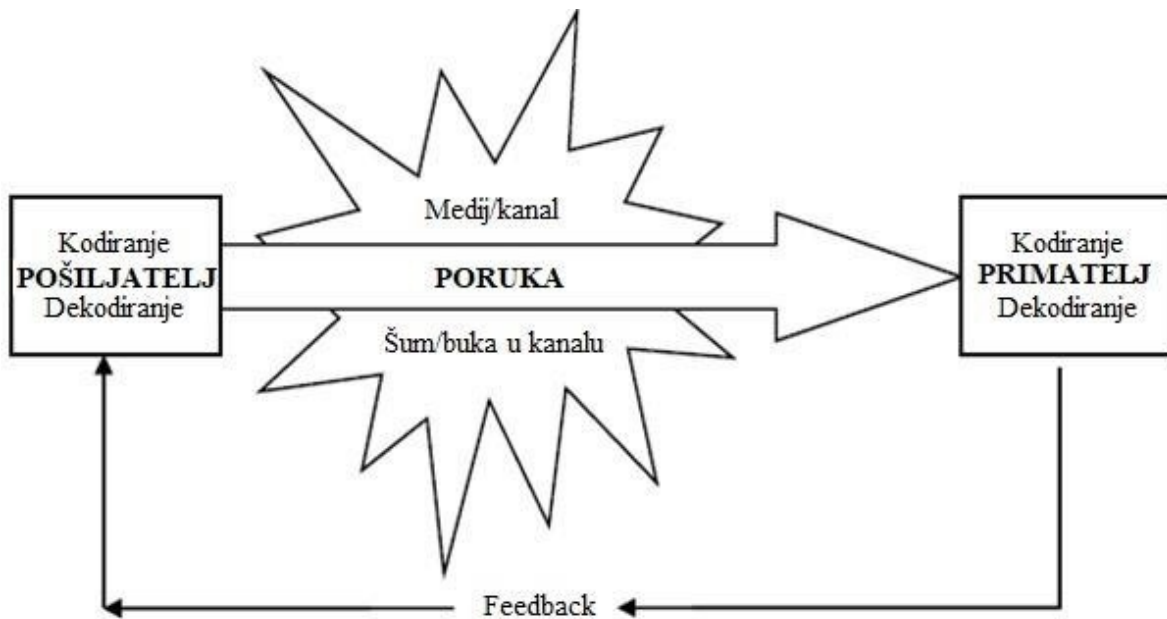 Medij/kanal
Kodiranje
POŠILJATELJ
Dekodiranje
PORUKA
Kodiranje
PRIMATELJ
Dekodiranje
Šum/buka u kanalu
Feedback